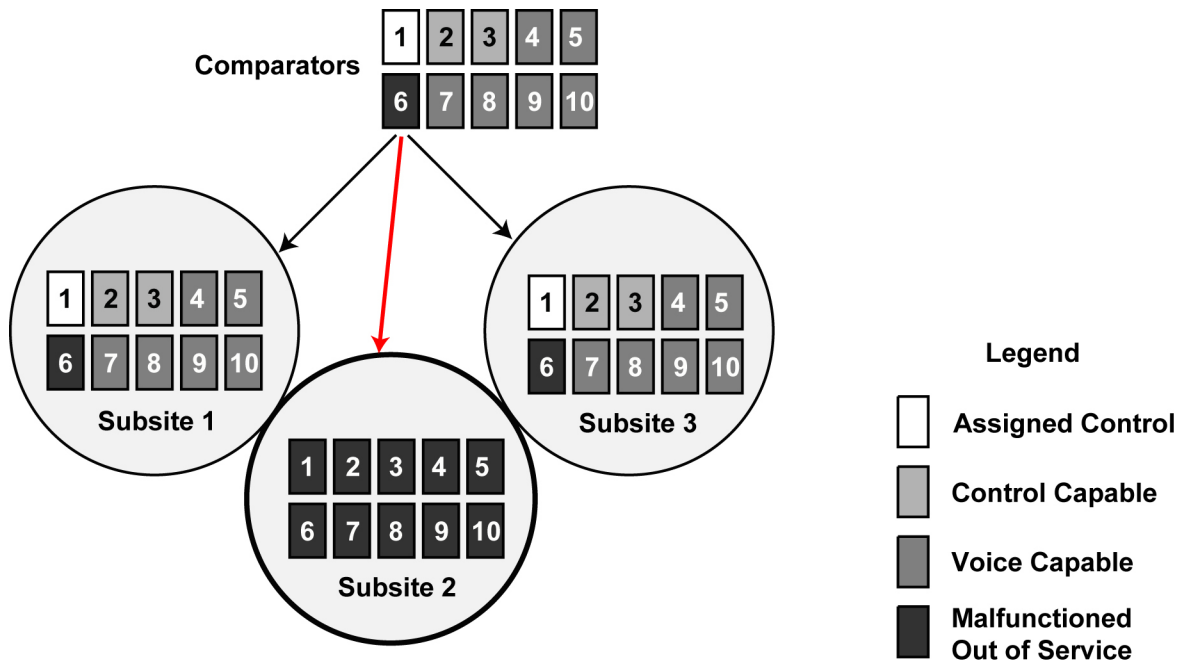 1 2 3 4 5
Comparators
6 7 8 9 10
1 2 3 4 5
6 7 8 9 10
Subsite 1
1 2 3 4 5
6 7 8 9 10
Subsite 2
1 2 3 4 5
6 7 8 9 10
Subsite 3
Legend
Assigned Control
Control Capable
Voice Capable
Malfunctioned
Out of Service